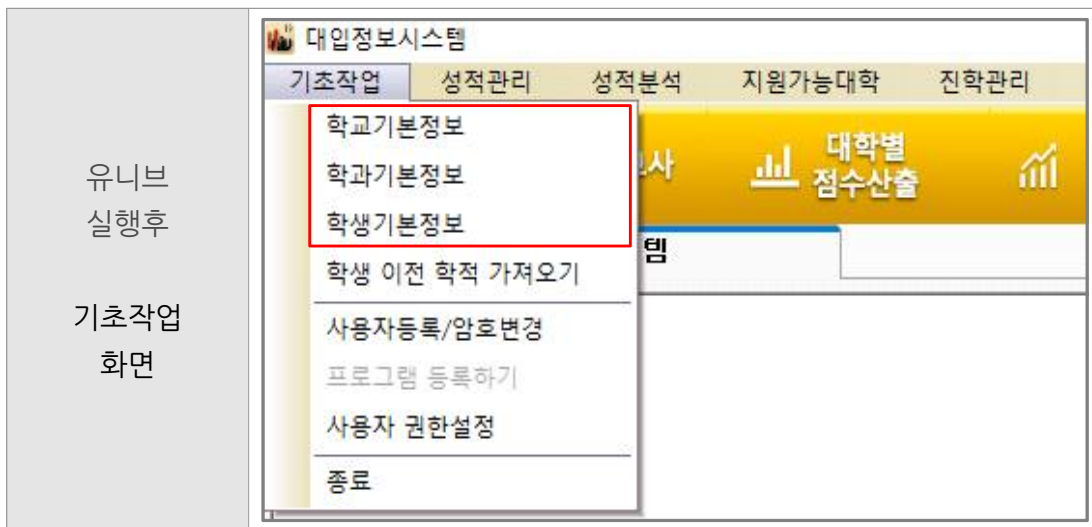 유니브
실행후
기초작업
화면
대입정보시스템
기초작업 성적관리 성적분석 지원가능대학 진학관리
학교기본정보
학과기본정보
학생기본정보
학생 이전 학적 가져오기
사용자등록/암호변경
프로그램 등록하기
사용자 권한설정
종료
대학별
점수산출
템